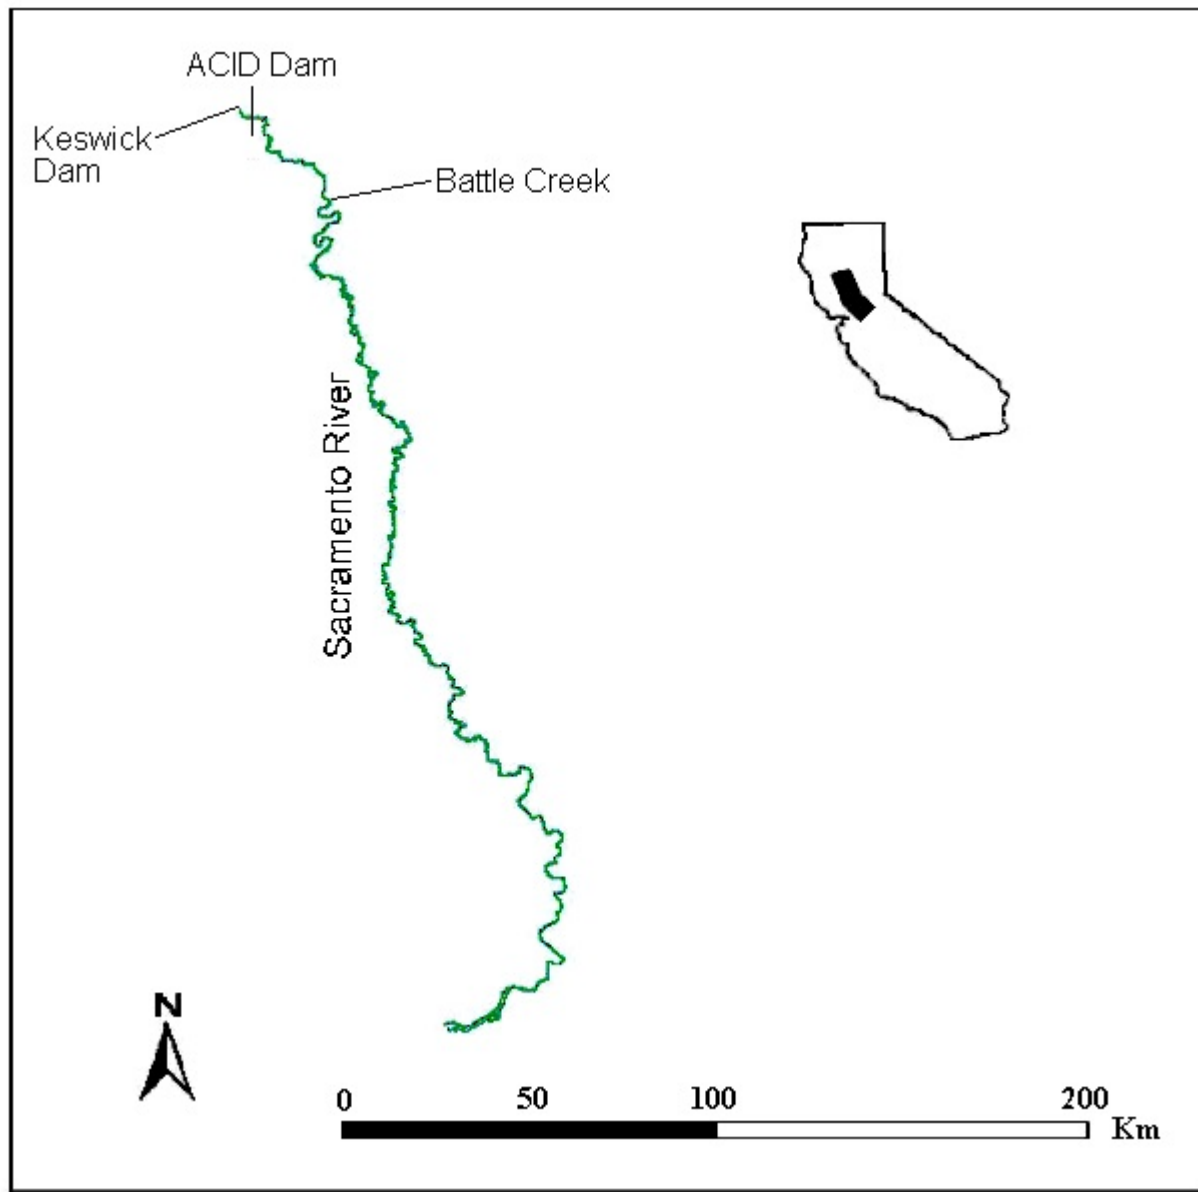 ACID Dam
Keswick
Dam
Battle Creek
Sacramento River
N
0 50 100 200
Km